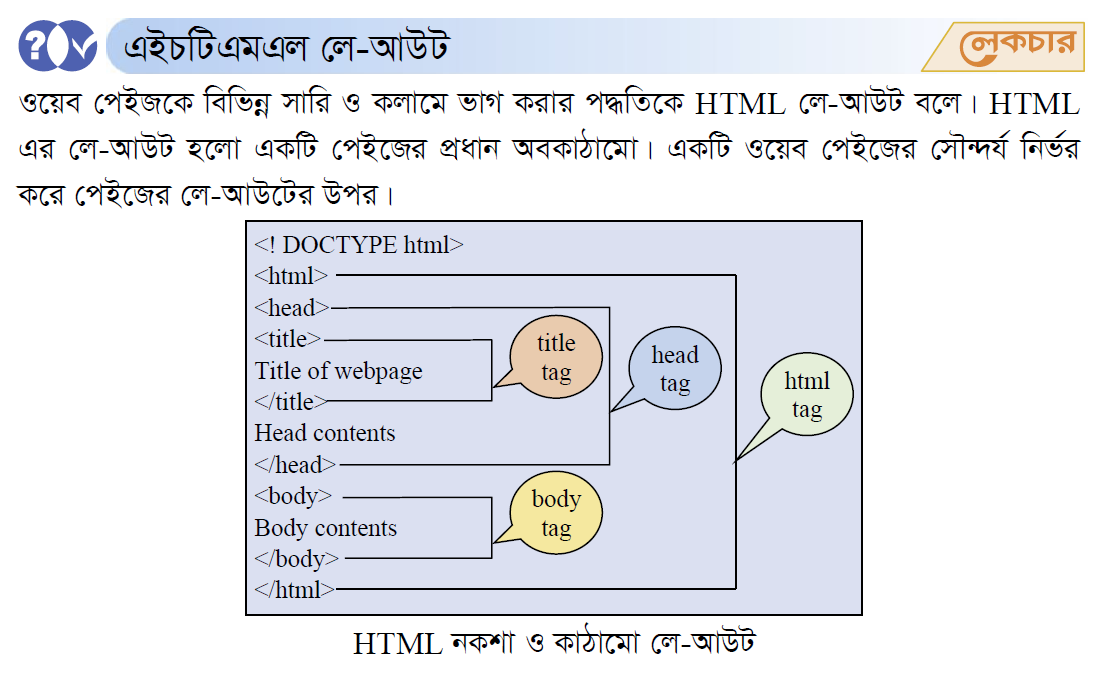 এইচটিএমএল লে-আউট
লেকচার
ওয়েব পেইজকে বিভিন্ন সারি ও কলামে ভাগ করার পদ্ধতিকে HTML লে-আউট বলে। HTML
এর লে-আউট হলো একটি পেইজের প্রধান অবকাঠামো। একটি ওয়েব পেইজের সৌন্দর্য নির্ভর
করে পেইজের লে-আউটের উপর।
<! DOCTYPE html>
<html>
<head>
<title>
Title of webpage
</title>
Head contents
</head>
<body>
Body contents
</body>
</html>
title
tag
head
tag
html
tag
body
tag
HTML নকশা ও কাঠামো লে-আউট